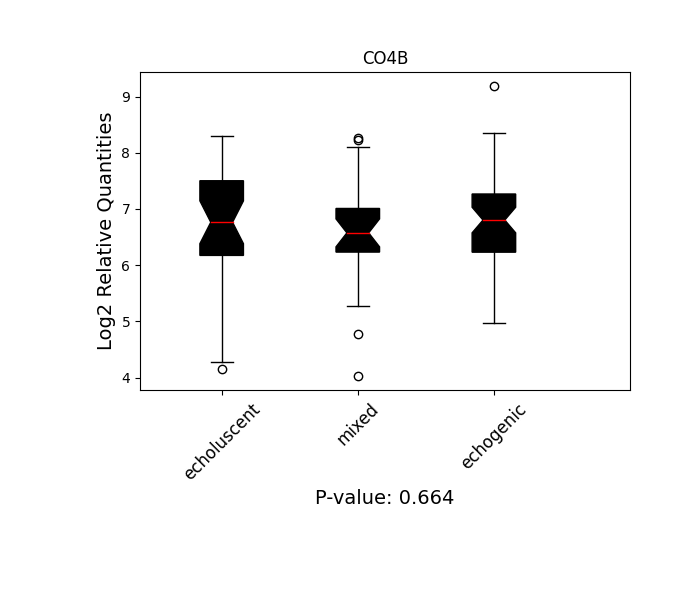 CO4B
Log2 Relative Quantities
9
8
7
6
5
4
echoluscent
mixed
echogenic
P-value: 0.664